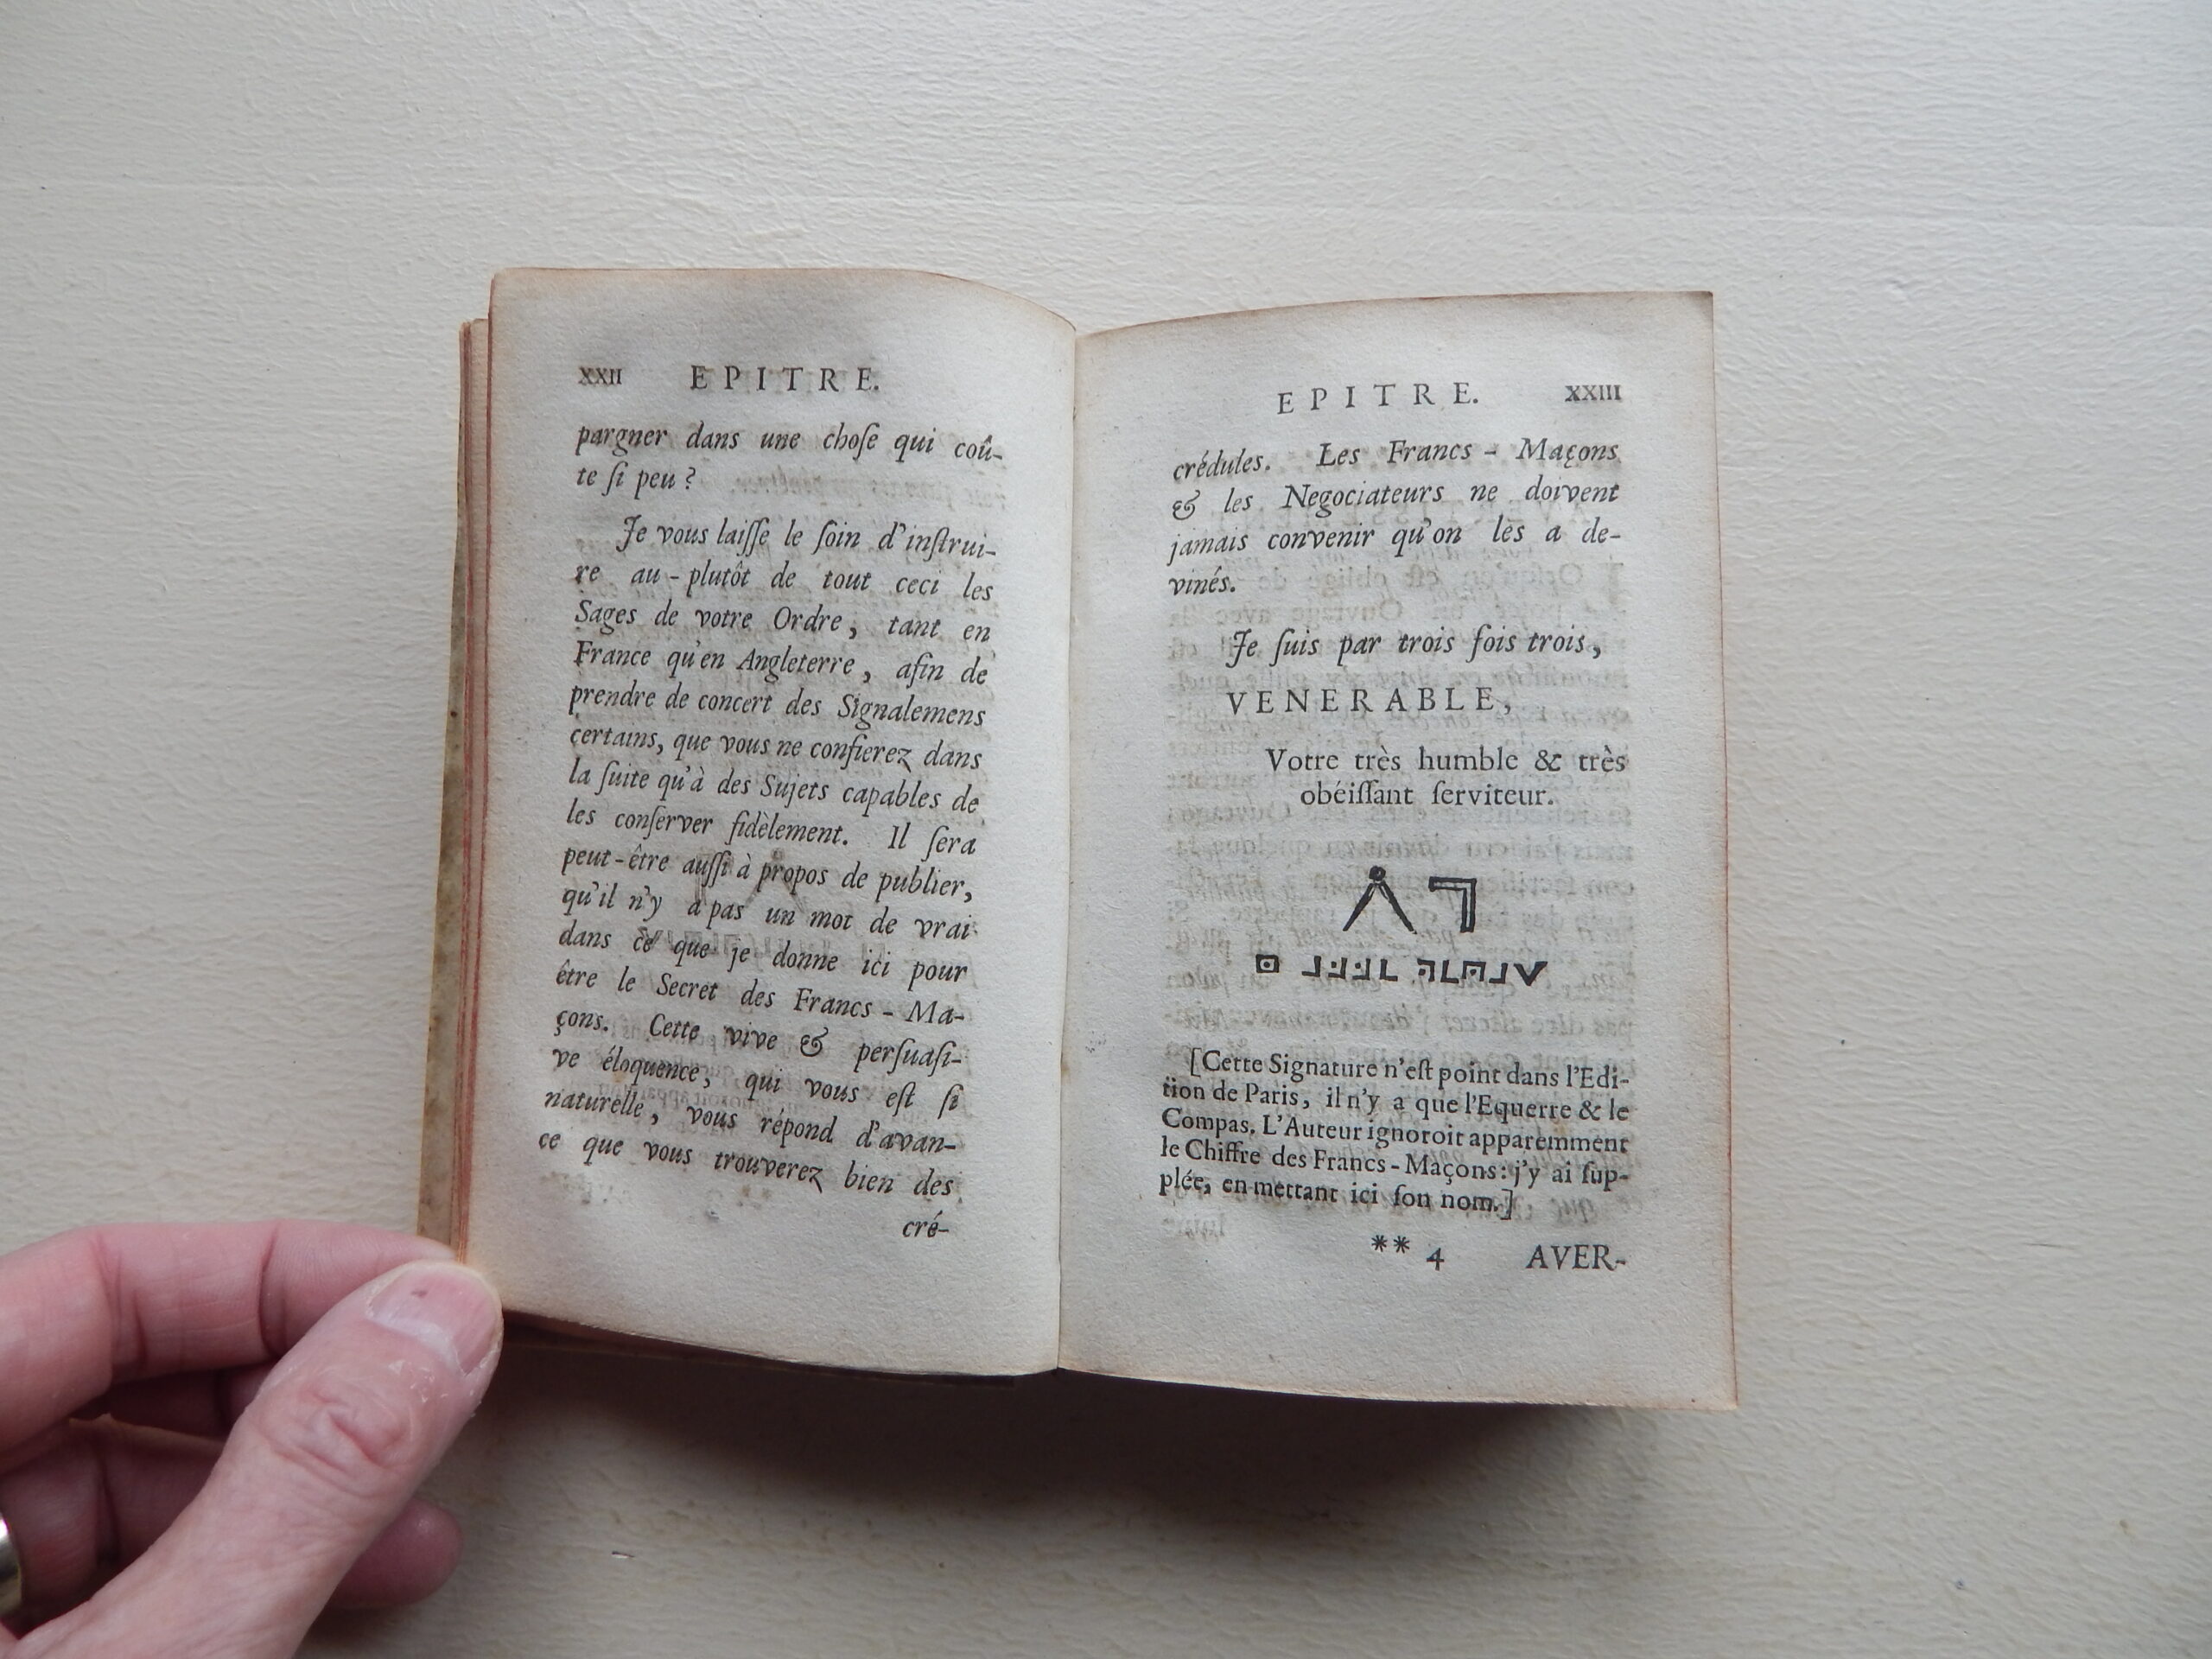 XXII EPITRE.
pargner dans une choſe qui coû-
te ſi peu ?
Je vous laiſſe le ſoin d'inſtrui-
re au-plutôt de tout ceci les
Sages de votre Ordre, tant en
France qu'en Angleterre, afin de
prendre de concert des Signalemens
certains, que vous ne confierez dans
la ſuite qu'à des Sujets capables de
les conſerver fidèlement. Il ſera
peut-être auſſi à propos de publier,
qu'il n'y a pas un mot de vrai
dans ce que je donne ici pour
être le Secret des Francs-Ma-
çons. Cette vive & perſuaſi-
ve éloquence, qui vous eſt ſi
naturelle, vous répond d'avan-
ce que vous trouverez bien des
cré-
EPITRE. XXIII
crédules. Les Francs-Maçons
& les Negociateurs ne doivent
jamais convenir qu'on les a de-
vinés.
Je ſuis par trois fois trois,
VENERABLE,
Votre très humble & très
obéiſſant ſerviteur.
[Cette Signature n'eſt point dans l'Edi-
tion de Paris, il n'y a que l'Equerre & le
Compas. L'Auteur ignoroit apparemment
le Chiffre des Francs-Maçons: j'y ai ſup-
plée, en mettant ici ſon nom.]
** 4 AVER-